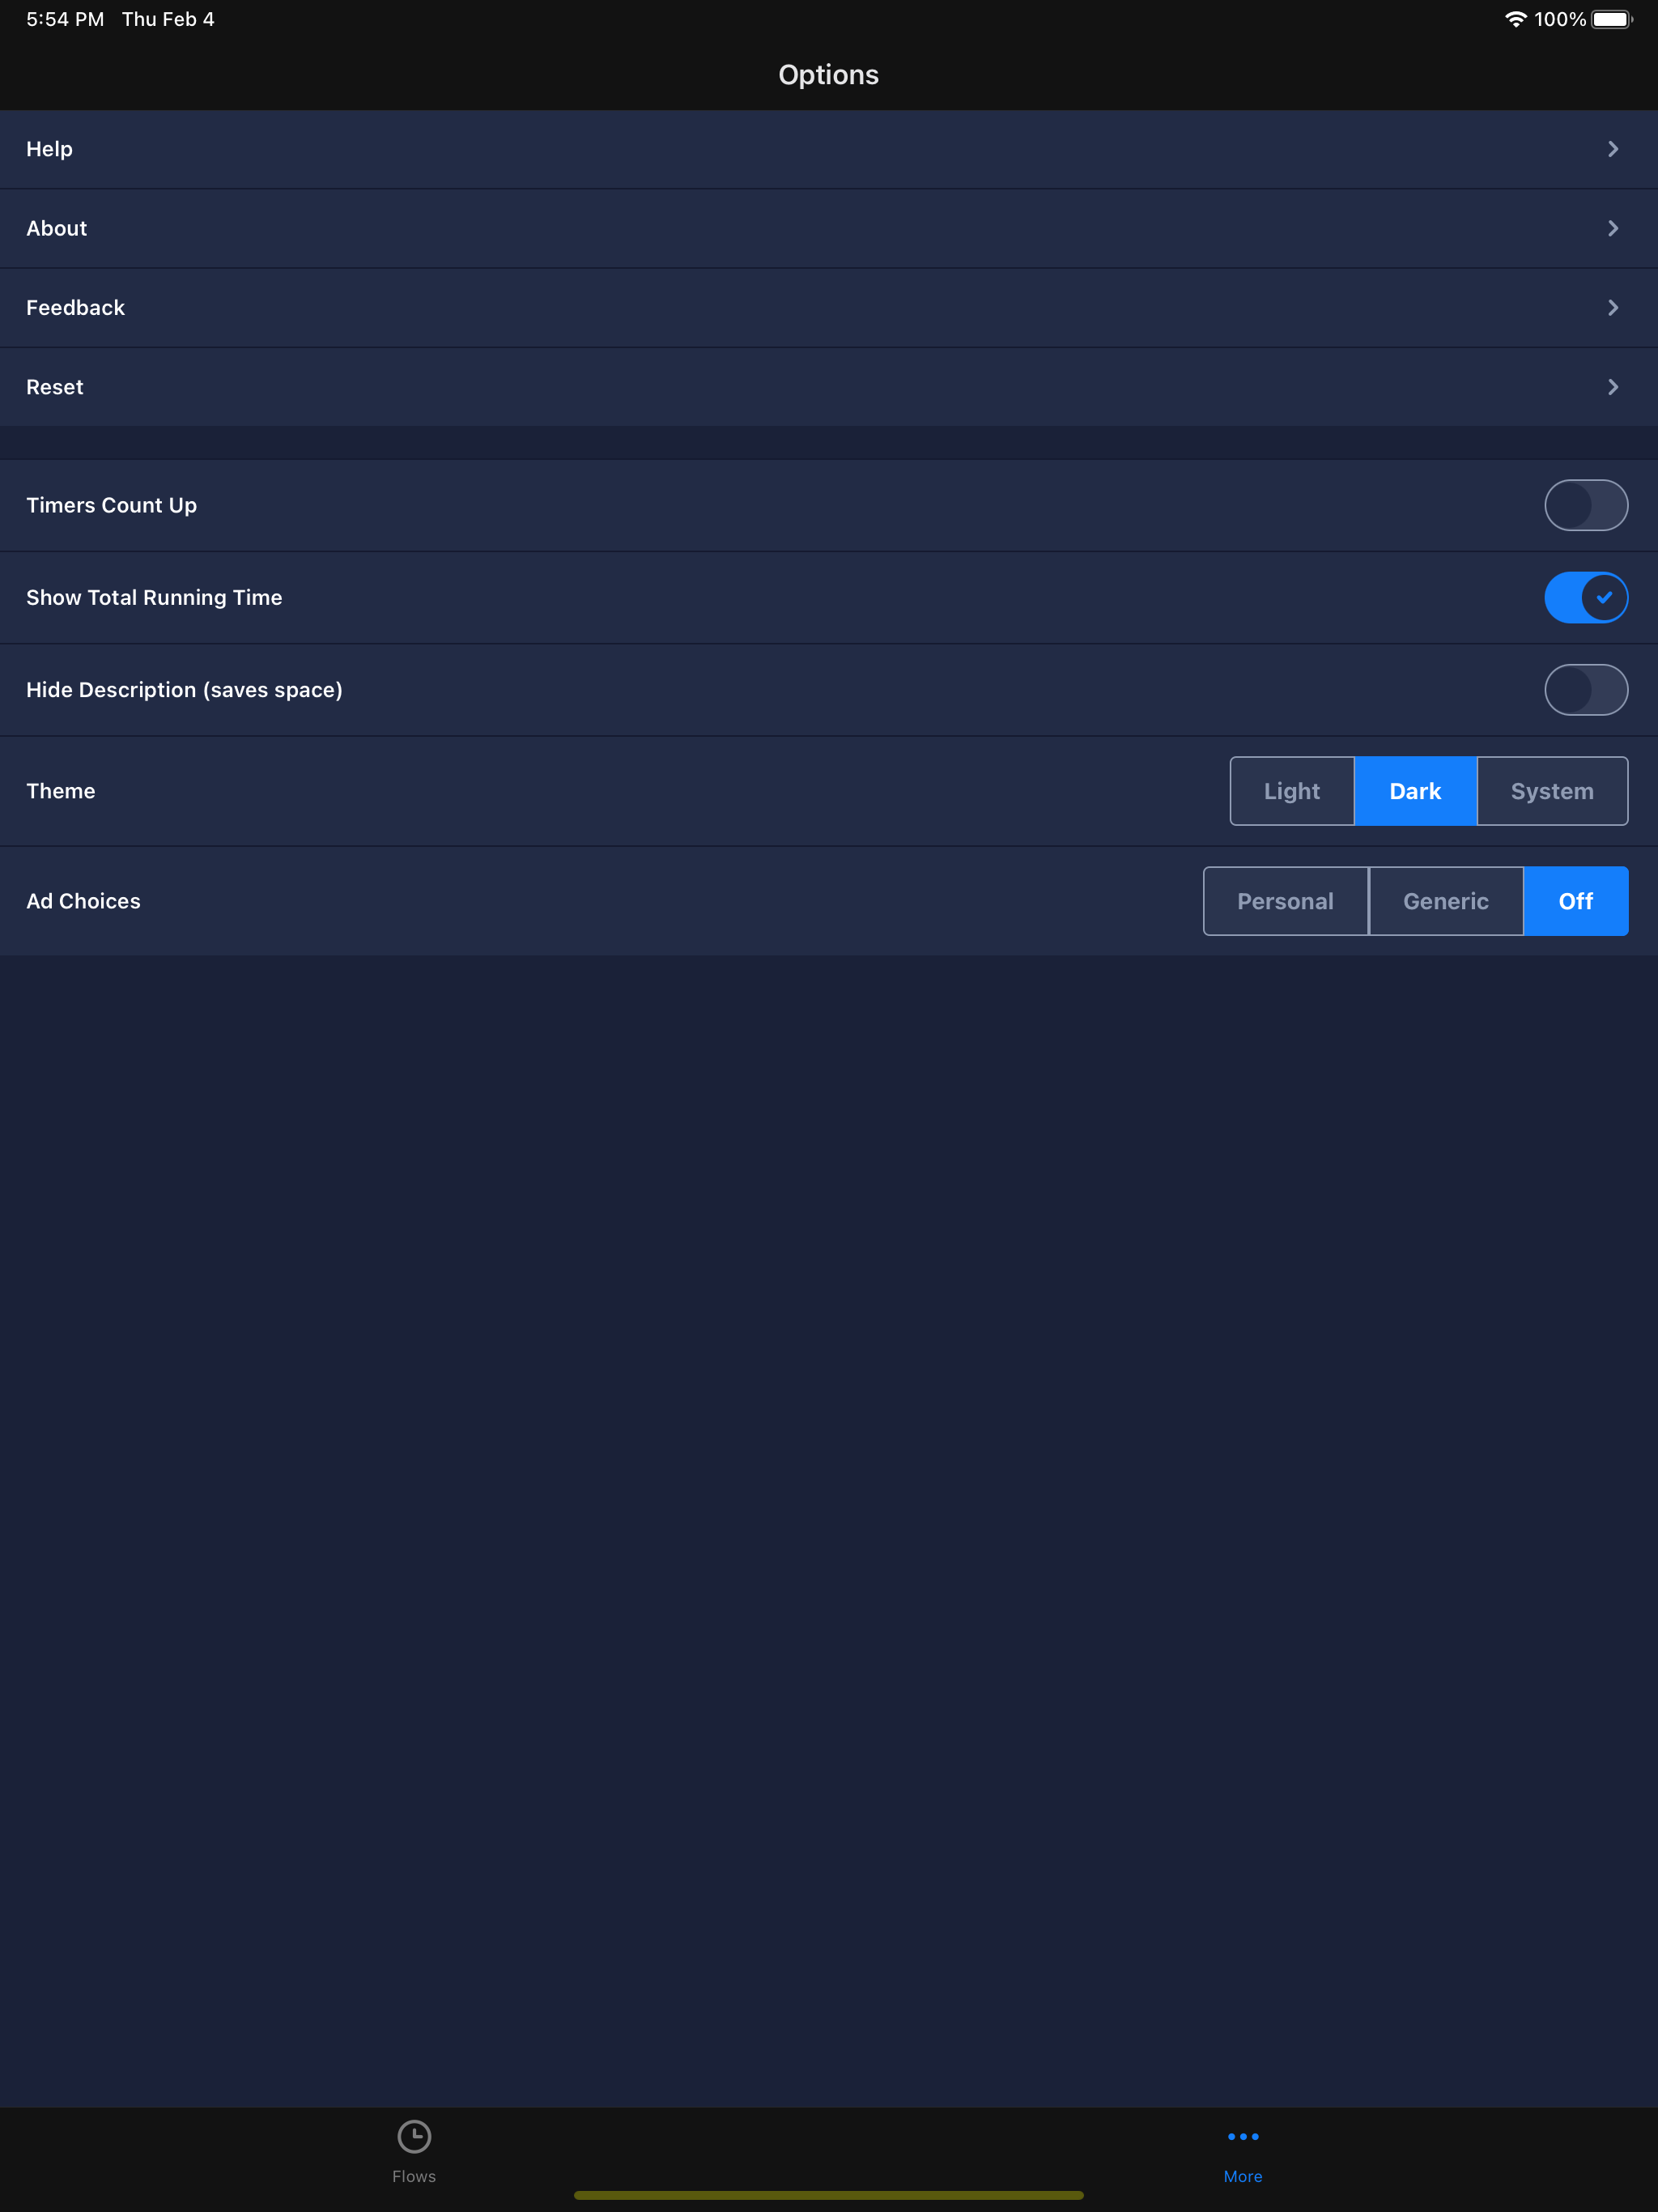 5:54 PM Thu Feb 4 100%
Options
Help
About
Feedback
Reset
Timers Count Up
Show Total Running Time
Hide Description (saves space)
Theme Light Dark System
Ad Choices Personal Generic Off
Flows More